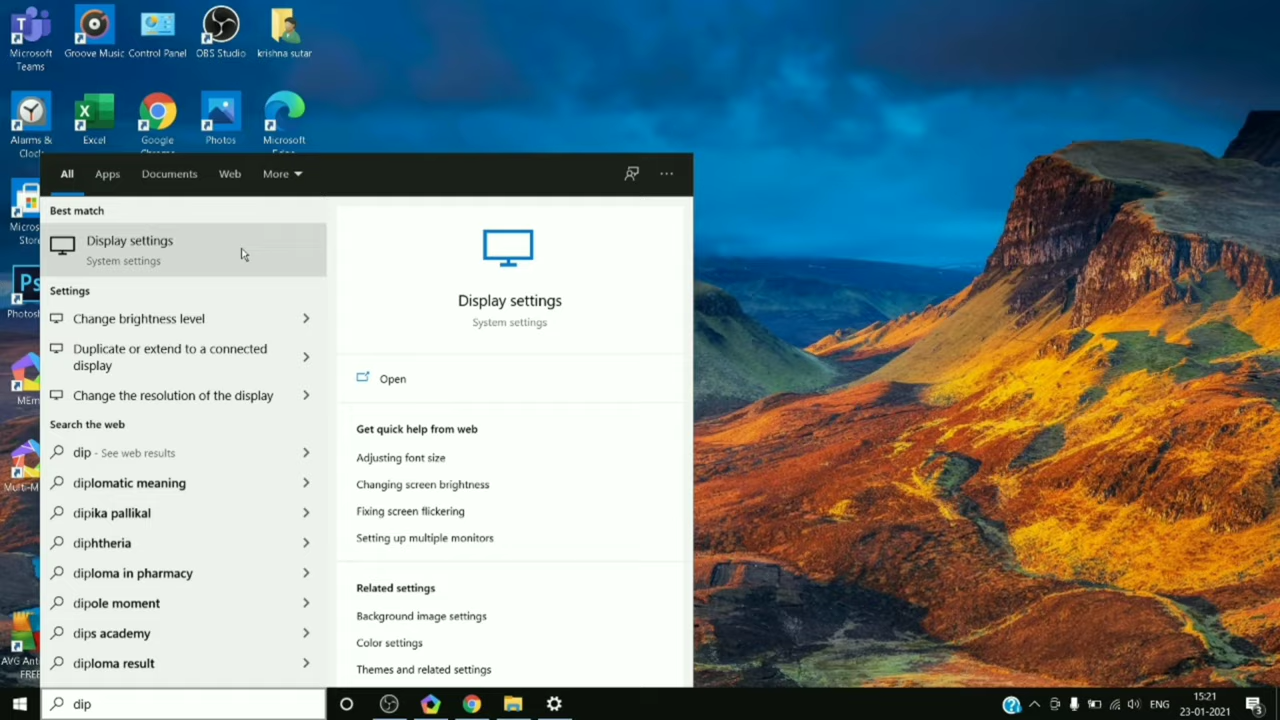 Microsoft Teams
Groove Music
Control Panel
OBS Studio
krishna sutar
Alarms &
Excel
Google
Photos
Microsoft
All
Apps
Documents
Web
More
Best match
Display settings
System settings
Settings
Change brightness level
Duplicate or extend to a connected
display
Change the resolution of the display
Search the web
dip - See web results
diplomatic meaning
dipika pallikal
diphtheria
diploma in pharmacy
dipole moment
dips academy
diploma result
Display settings
System settings
Open
Get quick help from web
Adjusting font size
Changing screen brightness
Fixing screen flickering
Setting up multiple monitors
Related settings
Background image settings
Color settings
Themes and related settings
Ps
dip
ENG
15:21
23-01-2021
3